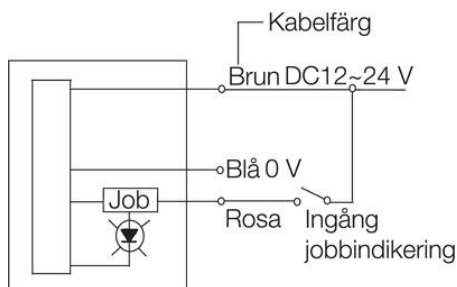 Kabelfärg
Brun DC12~24 V
Blå 0 V
Job
Rosa
Ingång
jobbindikering